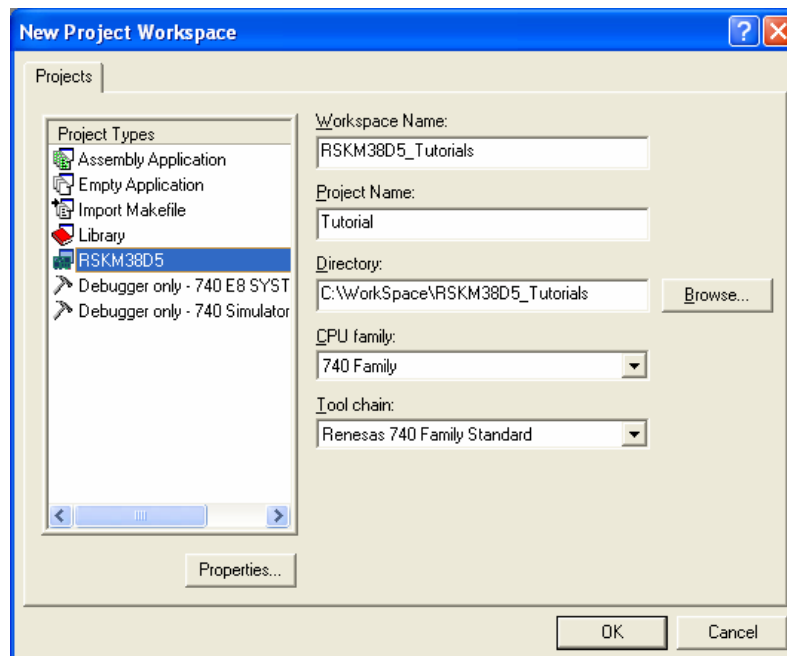 New Project Workspace
Projects
Project Types
Assembly Application
Empty Application
Import Makefile
Library
RSKM38D5
Debugger only - 740 E8 SYST
Debugger only - 740 Simulator
Properties...
Workspace Name:
RSKM38D5_Tutorials
Project Name:
Tutorial
Directory:
C:\WorkSpace\RSKM38D5_Tutorials
Browse...
CPU family:
740 Family
Tool chain:
Renesas 740 Family Standard
OK
Cancel